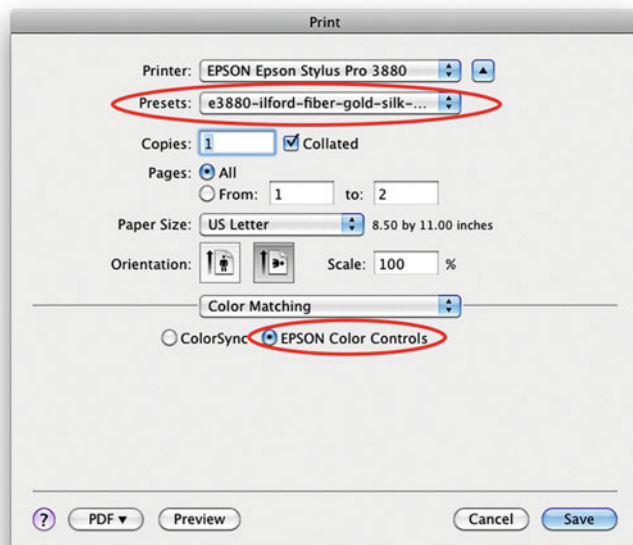 Print
Printer: EPSON Epson Stylus Pro 3880
Presets: e3880-ilford-fiber-gold-silk-...
Copies: 1 Collated
Pages: All
From: 1 to: 2
Paper Size: US Letter 8.50 by 11.00 inches
Orientation: Scale: 100 %
Color Matching
ColorSync EPSON Color Controls
? PDF Preview Cancel Save